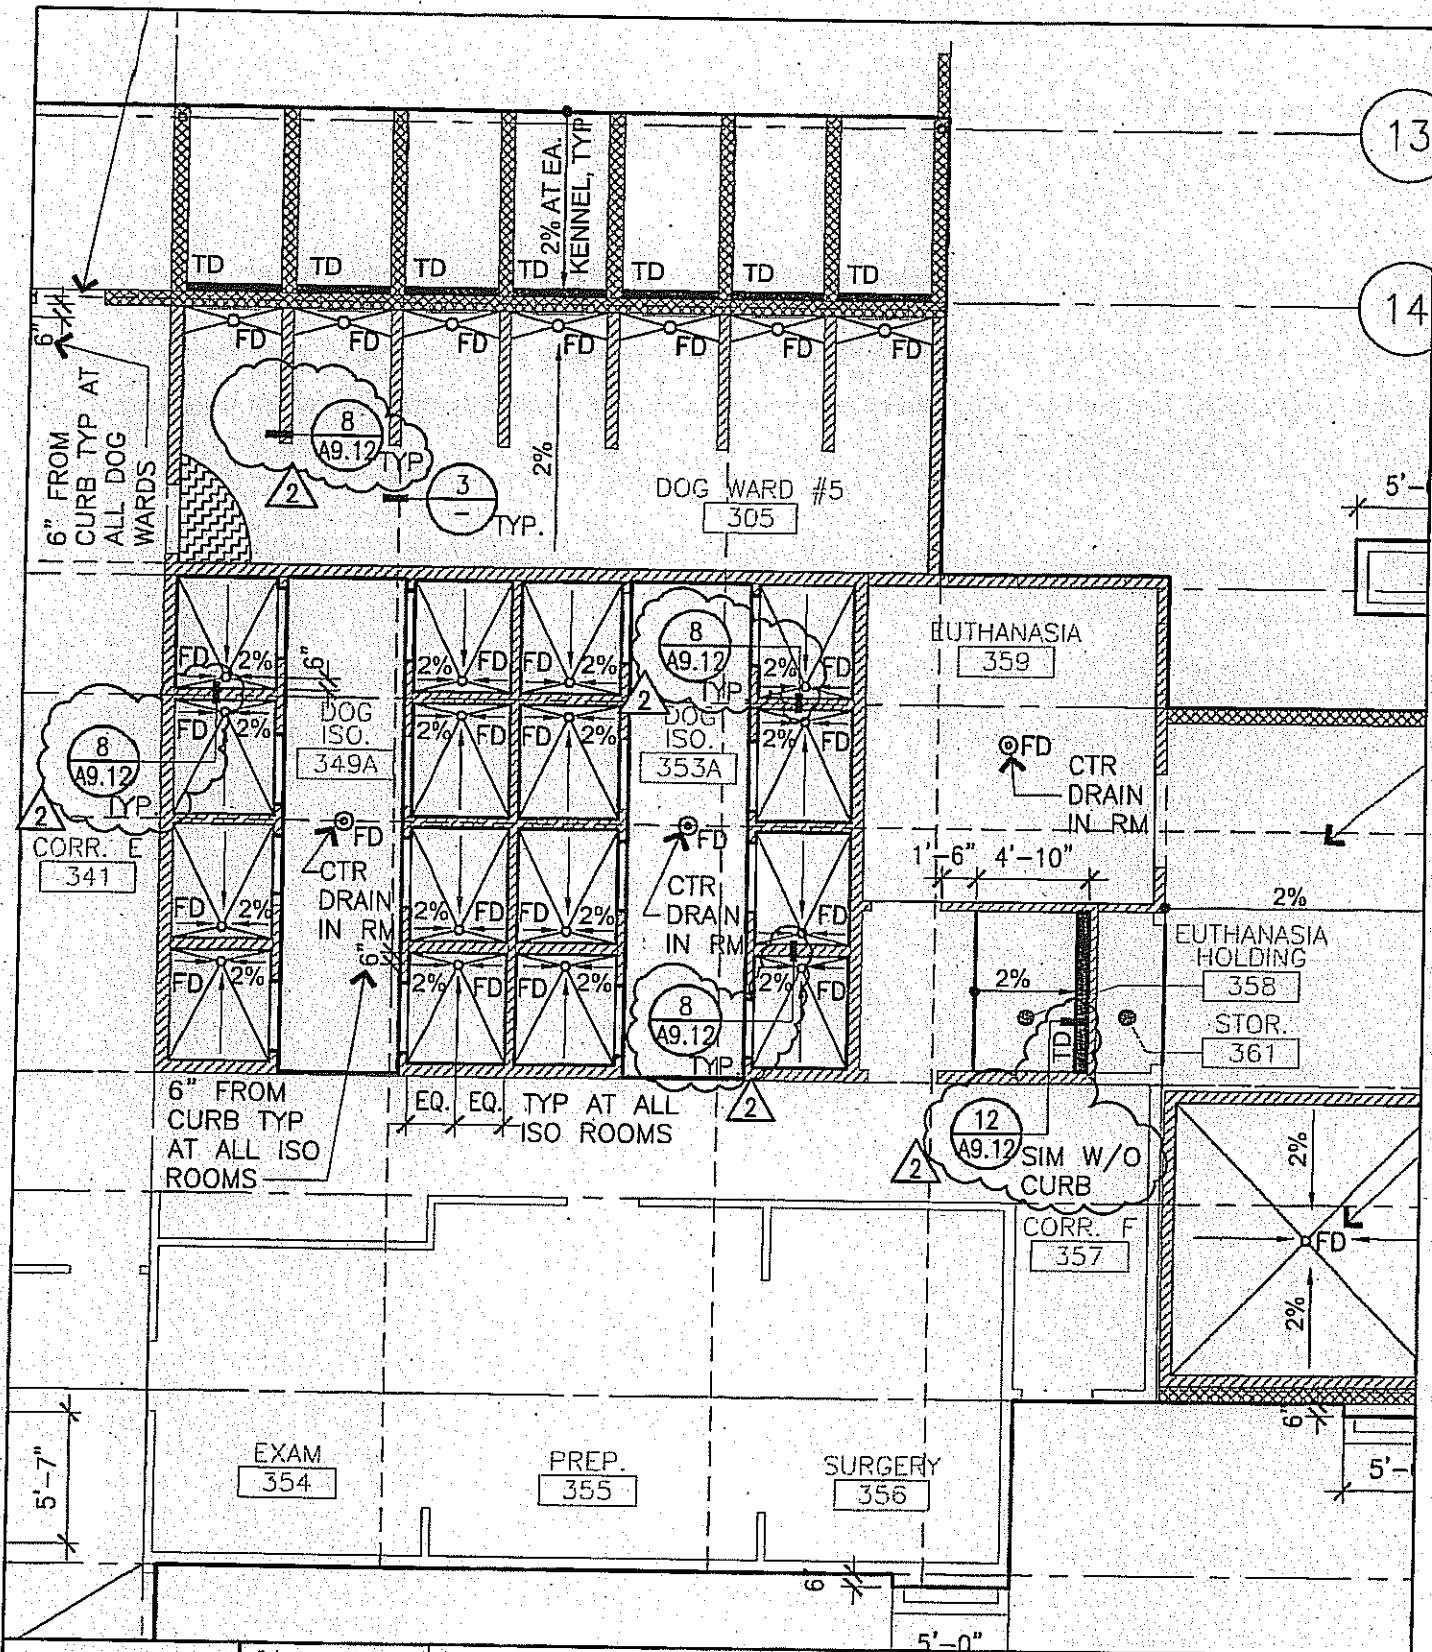 13
2% AT EA.
KENNEL, TYP
TD TD TD TD TD TD TD
14
FD FD FD FD FD FD FD
6"
6" FROM
CURB TYP AT
ALL DOG
WARDS
8
A9.12
TYP
2
3
-
TYP.
2%
DOG WARD #5
305
5'-
FD 2%
6"
2% FD
FD 2%
8
A9.12
TYP
2
2% FD
EUTHANASIA
359
FD 2%
DOG
ISO.
349A
2% FD
FD 2%
DOG
ISO.
353A
2% FD
8
A9.12
TYP
2
FD
CTR
DRAIN
IN RM
CORR. E
341
FD
CTR
DRAIN
IN RM
FD
CTR
DRAIN
IN RM
1'-6" 4'-10"
FD 2%
2% FD
FD 2%
FD
2%
EUTHANASIA
HOLDING
358
6"
FD 2%
2% FD
FD 2%
2% FD
8
A9.12
TYP
2
2%
TD
STOR.
361
6" FROM
CURB TYP
AT ALL ISO
ROOMS
EQ. EQ. TYP AT ALL
ISO ROOMS
12
A9.12
SIM W/O
CURB
2
CORR. F
357
2%
FD
2%
6"
5'-7"
EXAM
354
PREP.
355
SURGERY
356
5'-
6"
5'-0"